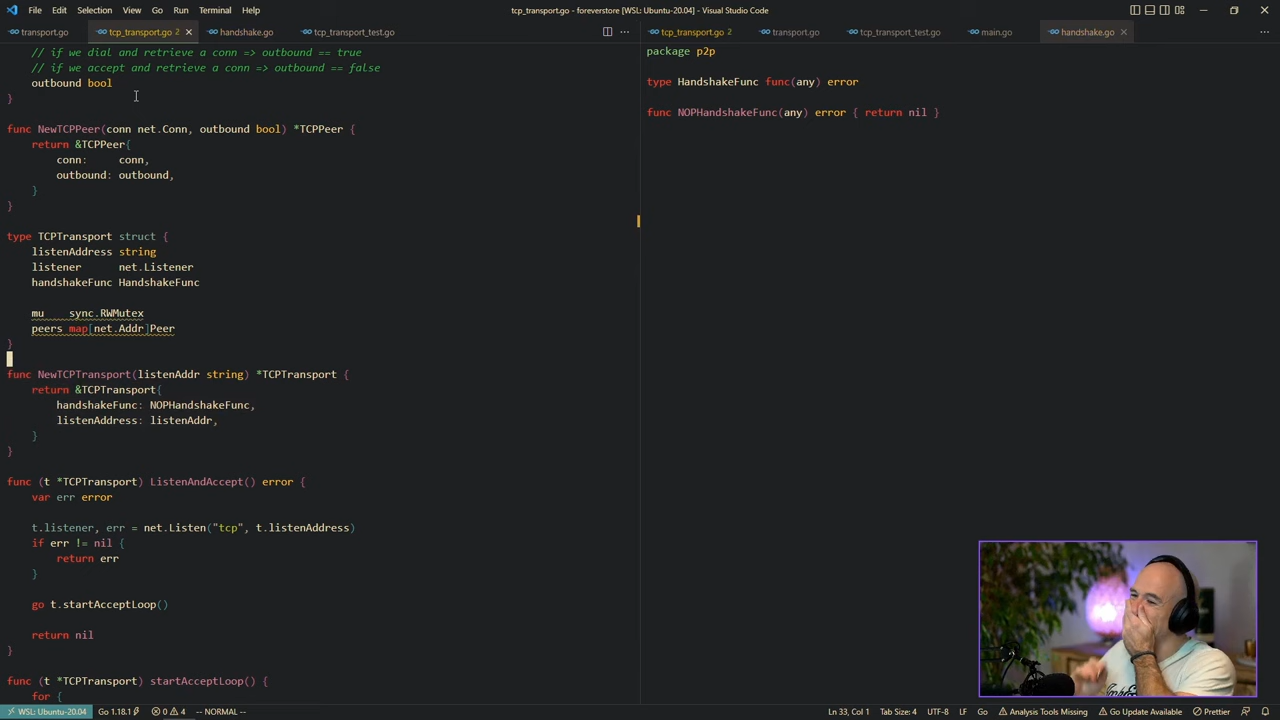 File Edit Selection View Go Run Terminal Help
tcp_transport.go - foreverstore [WSL: Ubuntu-20.04] - Visual Studio Code
transport.go
tcp_transport.go 2
handshake.go
tcp_transport_test.go
// if we dial and retrieve a conn => outbound == true
// if we accept and retrieve a conn => outbound == false
outbound bool
}
func NewTCPPeer(conn net.Conn, outbound bool) *TCPPeer {
return &TCPPeer{
conn: conn,
outbound: outbound,
}
}
type TCPTransport struct {
listenAddress string
listener net.Listener
handshakeFunc HandshakeFunc
mu sync.RWMutex
peers map[net.Addr]Peer
}
func NewTCPTransport(listenAddr string) *TCPTransport {
return &TCPTransport{
handshakeFunc: NOPHandshakeFunc,
listenAddress: listenAddr,
}
}
func (t *TCPTransport) ListenAndAccept() error {
var err error
t.listener, err = net.Listen("tcp", t.listenAddress)
if err != nil {
return err
}
go t.startAcceptLoop()
return nil
}
func (t *TCPTransport) startAcceptLoop() {
for {
tcp_transport.go 2
transport.go
tcp_transport_test.go
main.go
handshake.go
package p2p
type HandshakeFunc func(any) error
func NOPHandshakeFunc(any) error { return nil }
WSL: Ubuntu-20.04 Go 1.18.1 0 4 -- NORMAL --
Ln 33, Col 1 Tab Size: 4 UTF-8 LF Go Analysis Tools Missing Go Update Available Prettier